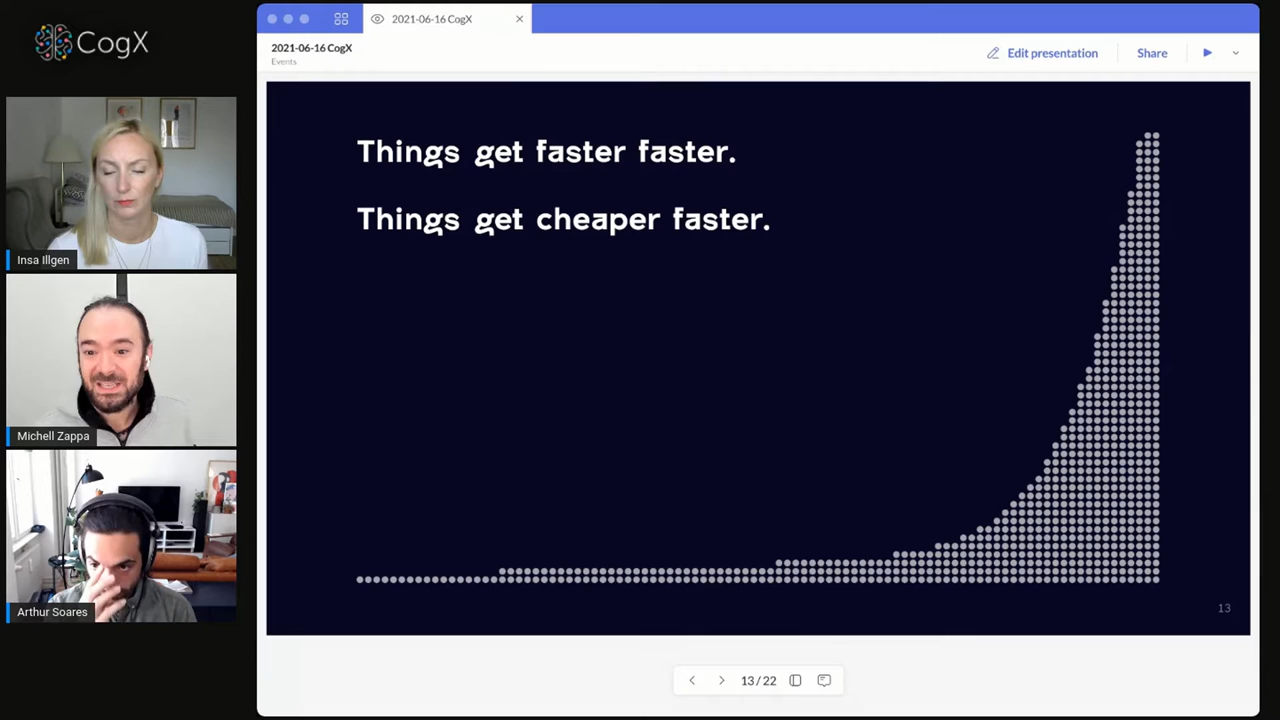 CogX
Insa Illgen
Michell Zappa
Arthur Soares
2021-06-16 CogX
2021-06-16 CogX
Events
Edit presentation
Share
Things get faster faster.
Things get cheaper faster.
13
13 / 22